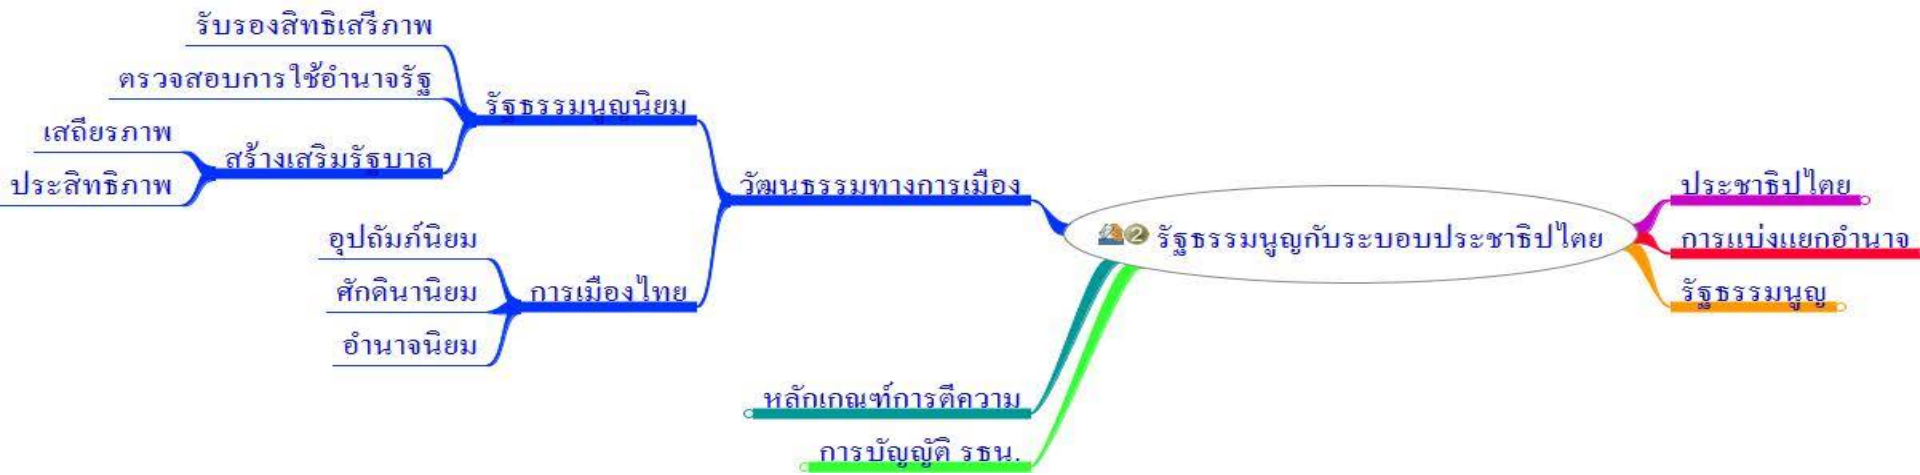 รับรองสิทธิเสรีภาพ
ตรวจสอบการใช้อำนาจรัฐ
รัฐธรรมนูญนิยม
เสถียรภาพ
สร้างเสริมรัฐบาล
ประสิทธิภาพ
วัฒนธรรมทางการเมือง
อุปถัมภ์นิยม
ศักดินานิยม
การเมืองไทย
อำนาจนิยม
หลักเกณฑ์การตีความ
การบัญญัติ รธน.
2 รัฐธรรมนูญกับระบอบประชาธิปไตย
ประชาธิปไตย
การแบ่งแยกอำนาจ
รัฐธรรมนูญ